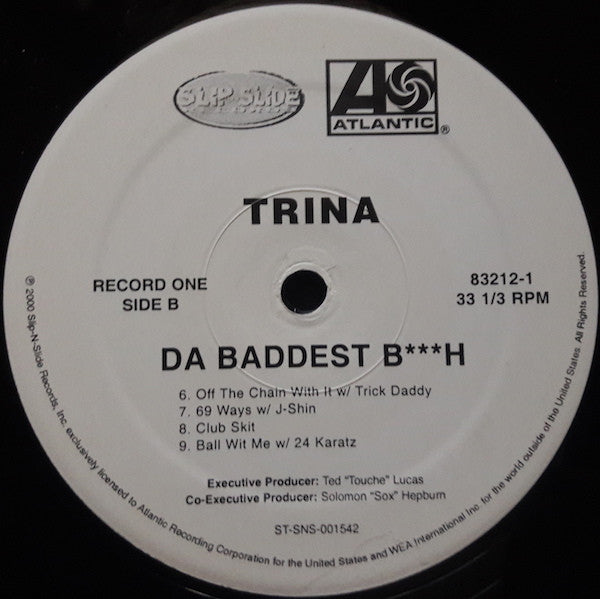 SLIP-N-SLIDE
RECORDS
ATLANTIC®
TRINA
RECORD ONE
SIDE B
83212-1
33 1/3 RPM
DA BADDEST B***H
6. Off The Chain With It w/ Trick Daddy
7. 69 Ways w/ J-Shin
8. Club Skit
9. Ball Wit Me w/ 24 Karatz
Executive Producer: Ted "Touche" Lucas
Co-Executive Producer: Solomon "Sox" Hepburn
ST-SNS-001542
℗ 2000 Slip-N-Slide Records, Inc. exclusively licensed to Atlantic Recording Corporation for the United States and WEA International Inc. for the world outside of the United States. All Rights Reserved.